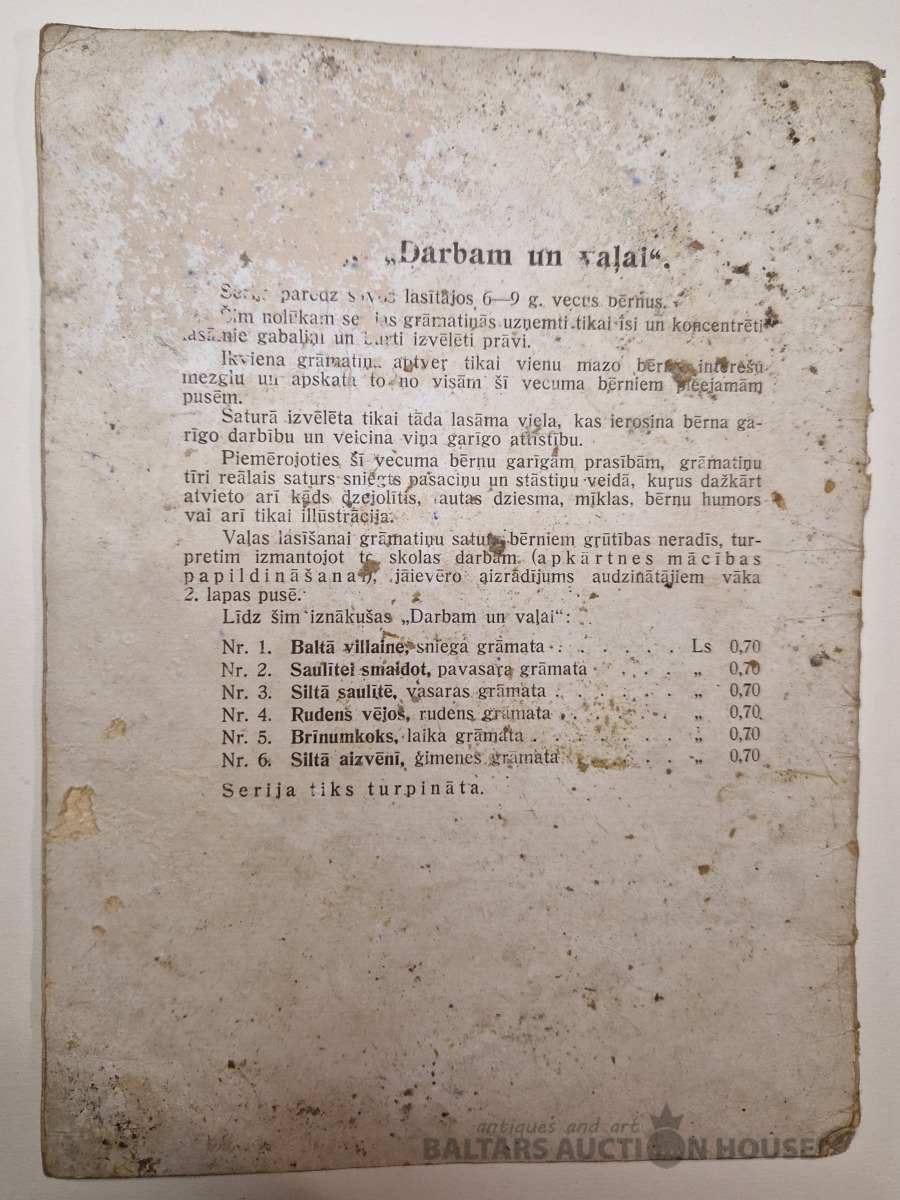 „Darbam un vaļai“.
Serija paredz savos lasītājos 6—9 g. vecus bērnus.
Šim nolūkam serijas grāmatiņās uzņemti tikai īsi un koncentrēti
lasāmie gabaliņi un burti izvēlēti prāvi.
Ikviena grāmatiņa aptver tikai vienu mazo bērnu interešu
mezglu un apskata to no visām šī vecuma bērniem pieejamām
pusēm.
Saturā izvēlēta tikai tāda lasāma viela, kas ierosina bērna ga-
rīgo darbību un veicina viņa garīgo attīstību.
Piemērojoties šī vecuma bērnu garīgām prasībām, grāmatiņu
tīri reālais saturs sniegts pasaciņu un stāstiņu veidā, kuŗus dažkārt
atvieto arī kāds dzejolītis, tautas dziesma, mīklas, bērnu humors
vai arī tikai illūstrācija.
Vaļas lasīšanai grāmatiņu saturs bērniem grūtības neradīs, tur-
pretim izmantojot to skolas darbam (apkārtnes mācības
papildināšanai), jāievēro aizrādījums audzinātājiem vāka
2. lapas pusē.
Līdz šim iznākušas „Darbam un vaļai“:
Nr. 1. Baltā villaine, sniega grāmata . . . . . . Ls 0,70
Nr. 2. Saulītei smaidot, pavasara grāmata . . . . „ 0,70
Nr. 3. Siltā saulītē, vasaras grāmata . . . . . . „ 0,70
Nr. 4. Rudens vējos, rudens grāmata . . . . . . „ 0,70
Nr. 5. Brīnumkoks, laika grāmata . . . . . . . „ 0,70
Nr. 6. Siltā aizvēnī, ģimenes grāmata . . . . . „ 0,70
Serija tiks turpināta.
antiques and art
BALTARS AUCTION HOUSE